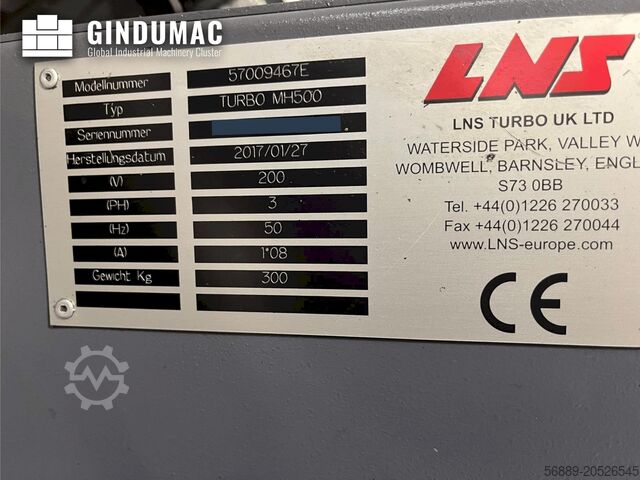 GINDUMAC
Global Industrial Machinery Cluster
Modellnummer 57009467E
Typ TURBO MH500
Seriennummer
Herstellungsdatum 2017/01/27
(V) 200
(PH) 3
(Hz) 50
(A) 1·08
Gewicht Kg 300
LNS
LNS TURBO UK LTD
WATERSIDE PARK, VALLEY W
WOMBWELL, BARNSLEY, ENGL
S73 0BB
Tel. +44(0)1226 270033
Fax +44(0)1226 270044
www.LNS-europe.com
CE
56889-20526545